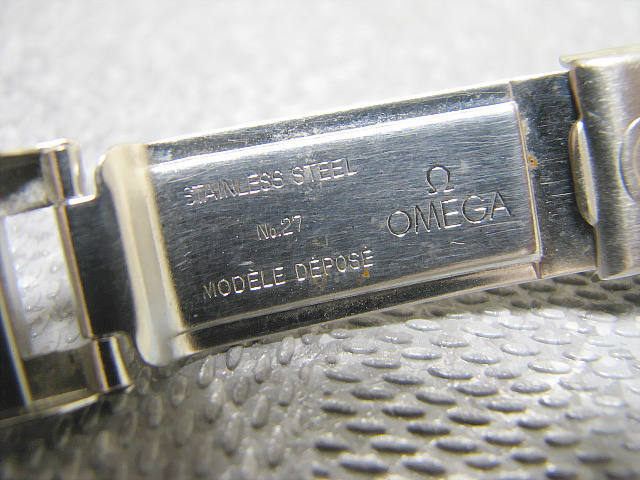 STAINLESS STEEL
No.27
MODÈLE DÉPOSÉ
Ω
OMEGA